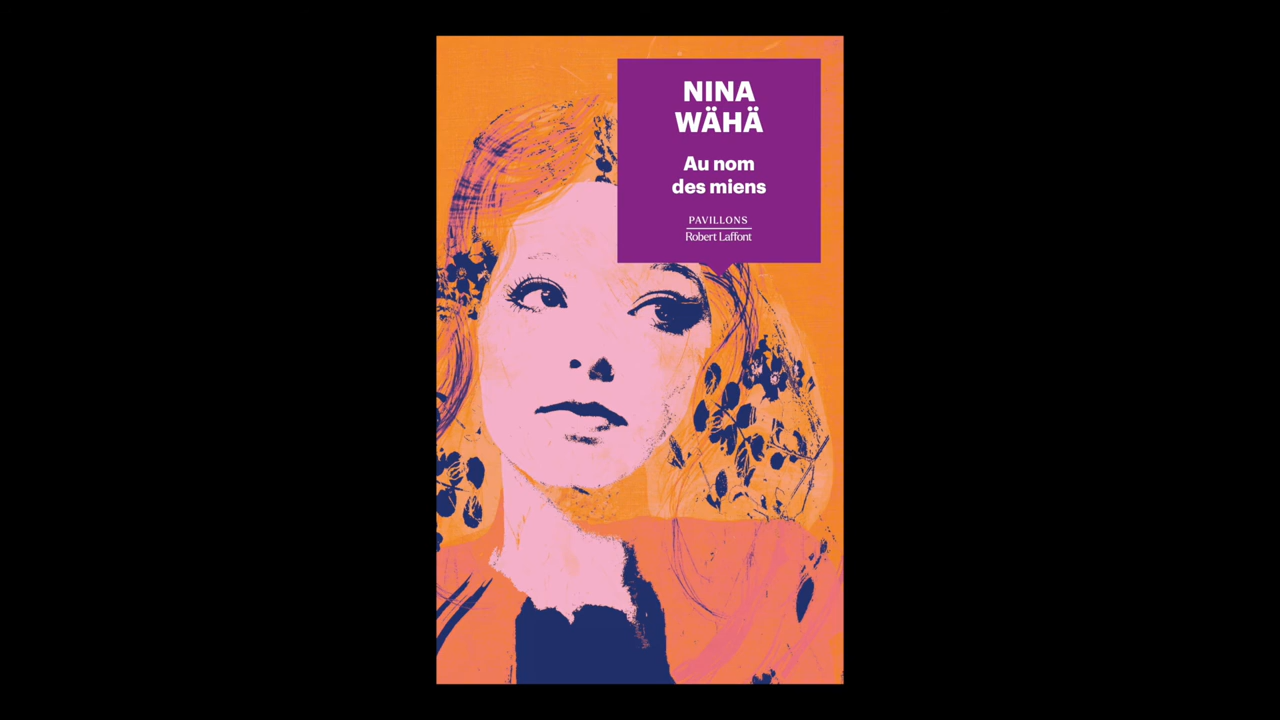 NINA
WÄHÄ
Au nom
des miens
PAVILLONS
Robert Laffont